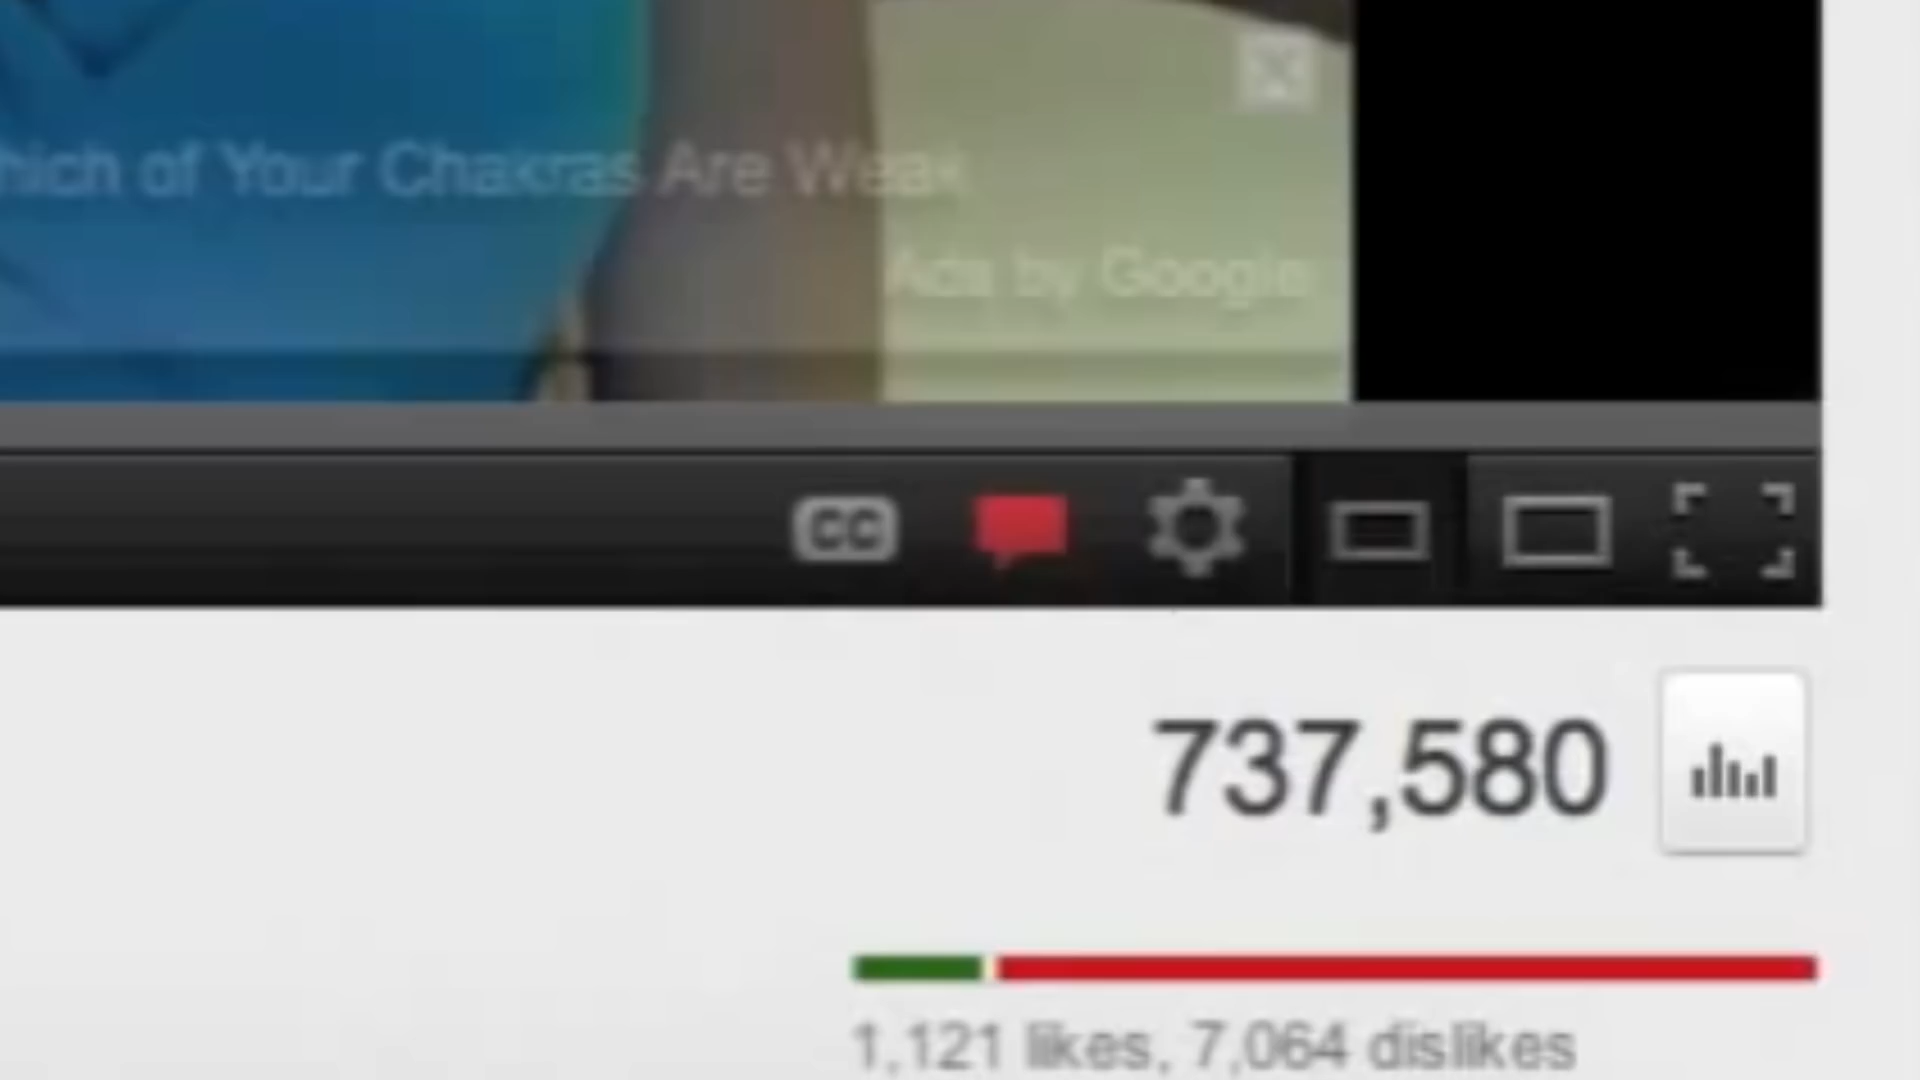 hich of Your Chakras Are Weak
Ads by Google
CC
737,580
1,121 likes, 7,064 dislikes